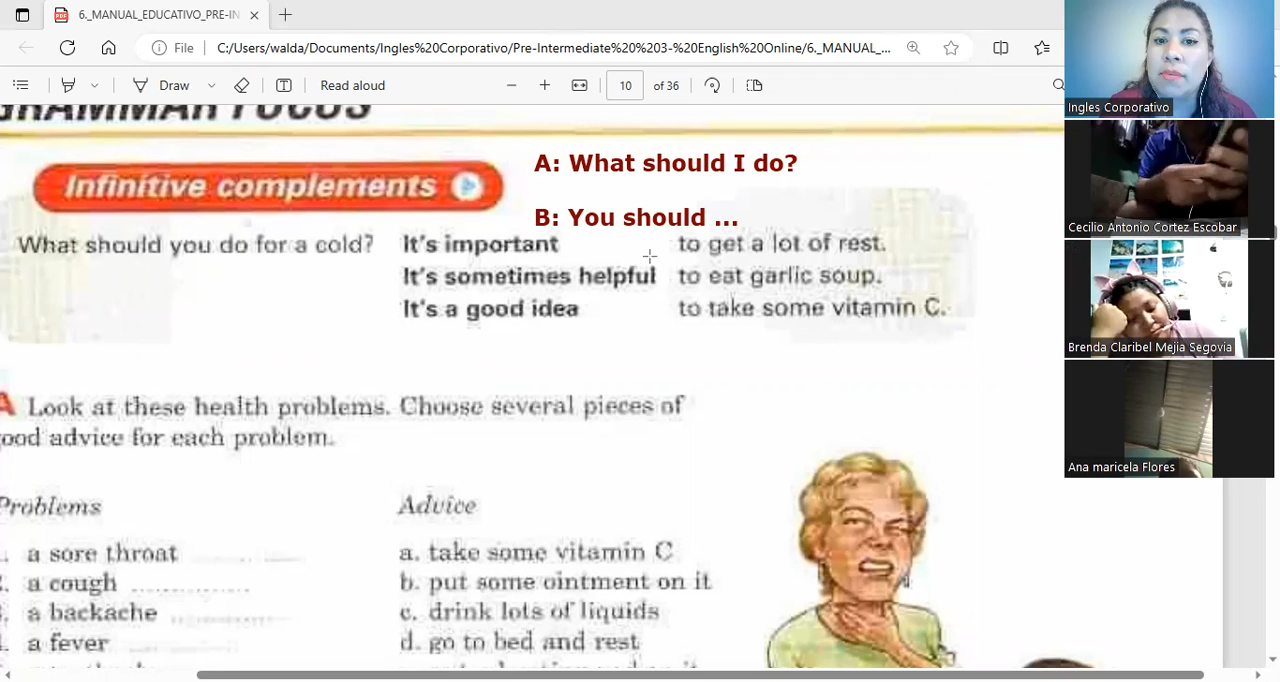 6._MANUAL_EDUCATIVO_PRE-IN
File C:/Users/walda/Documents/Ingles%20Corporativo/Pre-Intermediate%20%203-%20English%20Online/6._MANUAL_...
Draw Read aloud 10 of 36
GRAMMAR FOCUS
Infinitive complements
A: What should I do?
B: You should ...
What should you do for a cold? It's important to get a lot of rest.
It's sometimes helpful to eat garlic soup.
It's a good idea to take some vitamin C.
A Look at these health problems. Choose several pieces of
ood advice for each problem.
Problems Advice
a sore throat a. take some vitamin C
a cough b. put some ointment on it
a backache c. drink lots of liquids
a fever d. go to bed and rest
Ingles Corporativo
Cecilio Antonio Cortez Escobar
Brenda Claribel Mejia Segovia
Ana maricela Flores